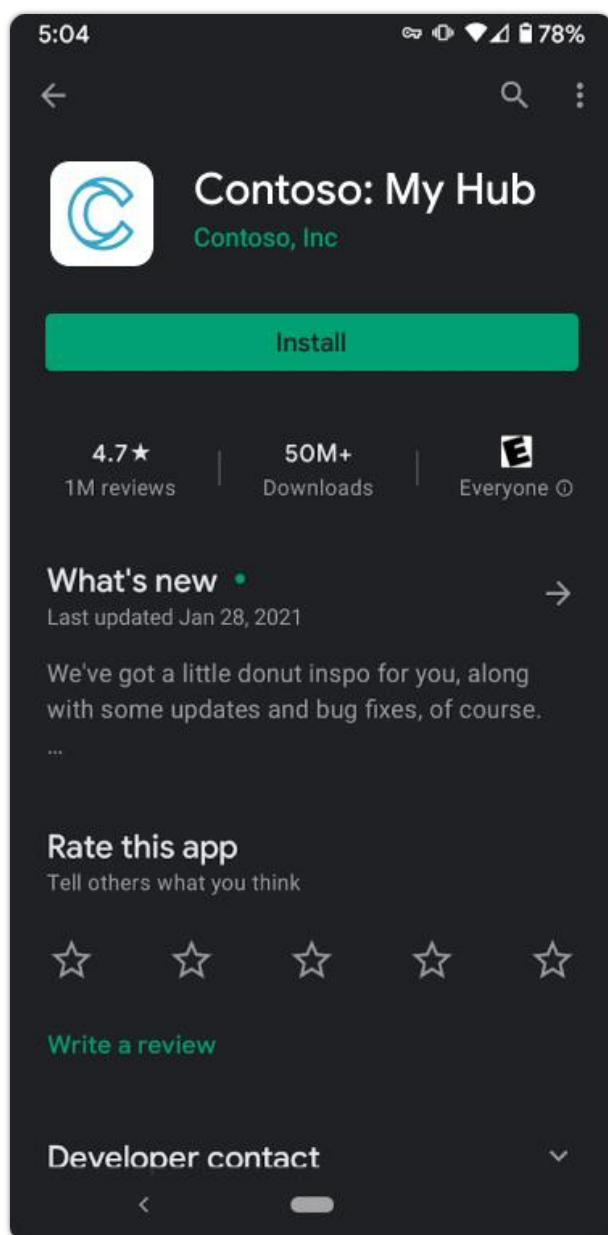 5:04 78%
Contoso: My Hub
Contoso, Inc
Install
4.7★ 50M+ E
1M reviews Downloads Everyone
What's new
Last updated Jan 28, 2021
We've got a little donut inspo for you, along
with some updates and bug fixes, of course.
…
Rate this app
Tell others what you think
Write a review
Developer contact